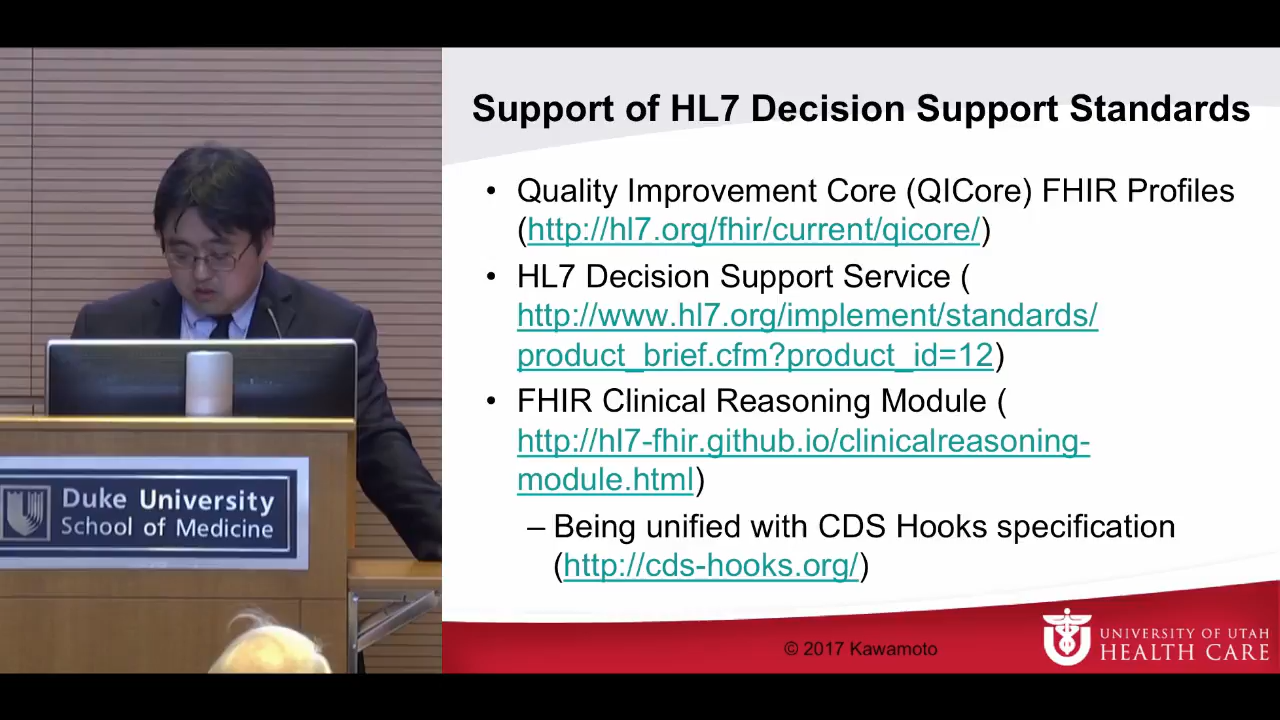 Support of HL7 Decision Support Standards
• Quality Improvement Core (QICore) FHIR Profiles
(http://hl7.org/fhir/current/qicore/)
• HL7 Decision Support Service (
http://www.hl7.org/implement/standards/
product_brief.cfm?product_id=12)
• FHIR Clinical Reasoning Module (
http://hl7-fhir.github.io/clinicalreasoning-
module.html)
– Being unified with CDS Hooks specification
(http://cds-hooks.org/)
Duke University
School of Medicine
© 2017 Kawamoto
UNIVERSITY OF UTAH
HEALTH CARE